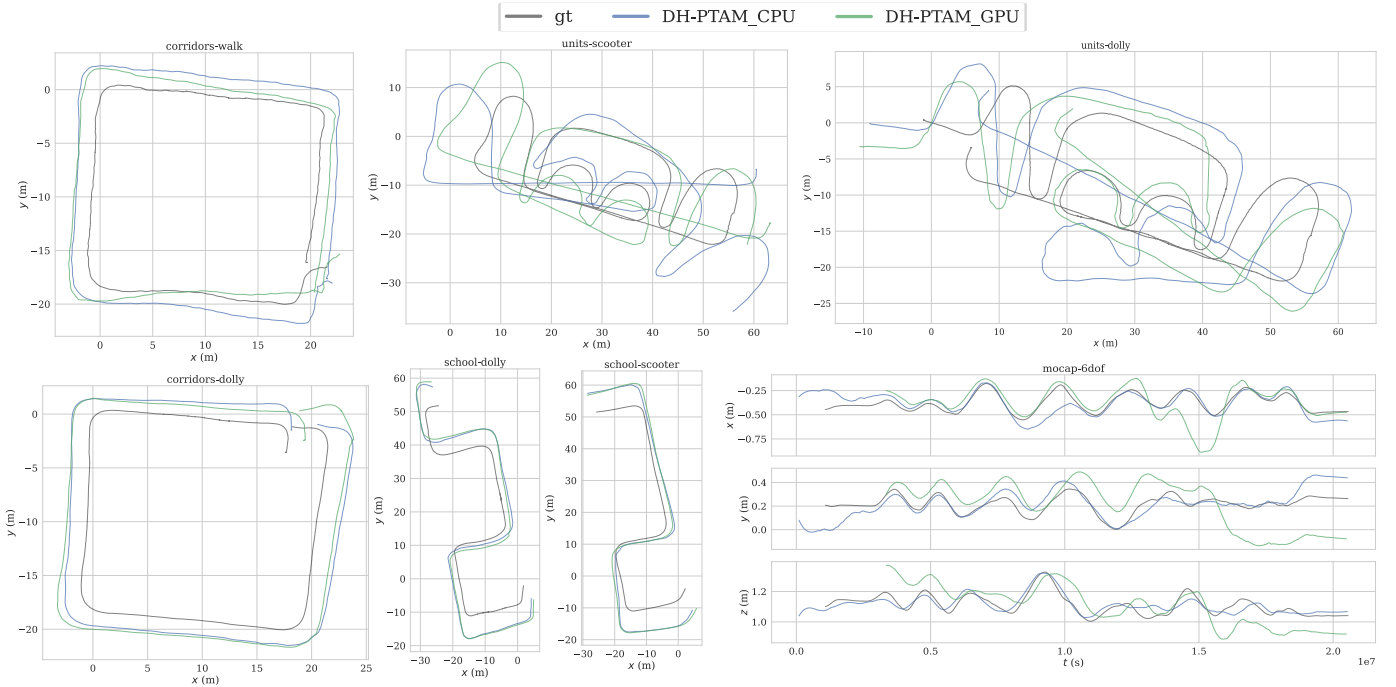 gt DH-PTAM_CPU DH-PTAM_GPU
corridors-walk
0
−5
−10
−15
−20
y (m)
0 5 10 15 20
x (m)
units-scooter
10
0
−10
−20
−30
y (m)
0 10 20 30 40 50 60
x (m)
units-dolly
5
0
−5
−10
−15
−20
−25
y (m)
−10 0 10 20 30 40 50 60
x (m)
corridors-dolly
0
−5
−10
−15
−20
y (m)
0 5 10 15 20 25
x (m)
school-dolly
60
50
40
30
20
10
0
−10
−20
y (m)
−30 −20 −10 0
x (m)
school-scooter
60
50
40
30
20
10
0
−10
−20
y (m)
−30 −20 −10 0
x (m)
mocap-6dof
−0.25
−0.50
−0.75
x (m)
0.4
0.2
0.0
y (m)
1.2
1.0
z (m)
0.0 0.5 1.0 1.5 2.0
t (s)
1e7